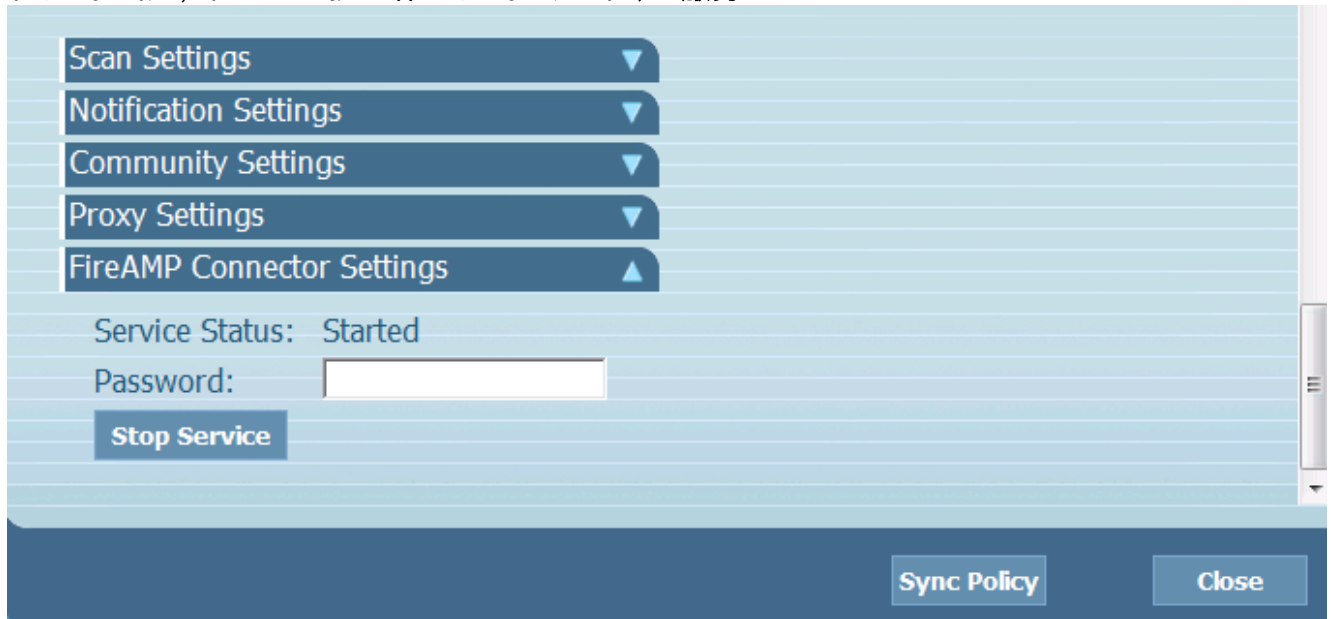 Scan Settings
Notification Settings
Community Settings
Proxy Settings
FireAMP Connector Settings
Service Status: Started
Password:
Stop Service
Sync Policy Close